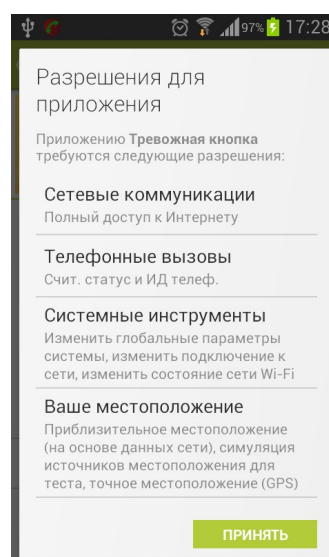 97% 17:28
Разрешения для
приложения
Приложению Тревожная кнопка
требуются следующие разрешения:
Сетевые коммуникации
Полный доступ к Интернету
Телефонные вызовы
Счит. статус и ИД телеф.
Системные инструменты
Изменить глобальные параметры
системы, изменить подключение к
сети, изменить состояние сети Wi-Fi
Ваше местоположение
Приблизительное местоположение
(на основе данных сети), симуляция
источников местоположения для
теста, точное местоположение (GPS)
ПРИНЯТЬ